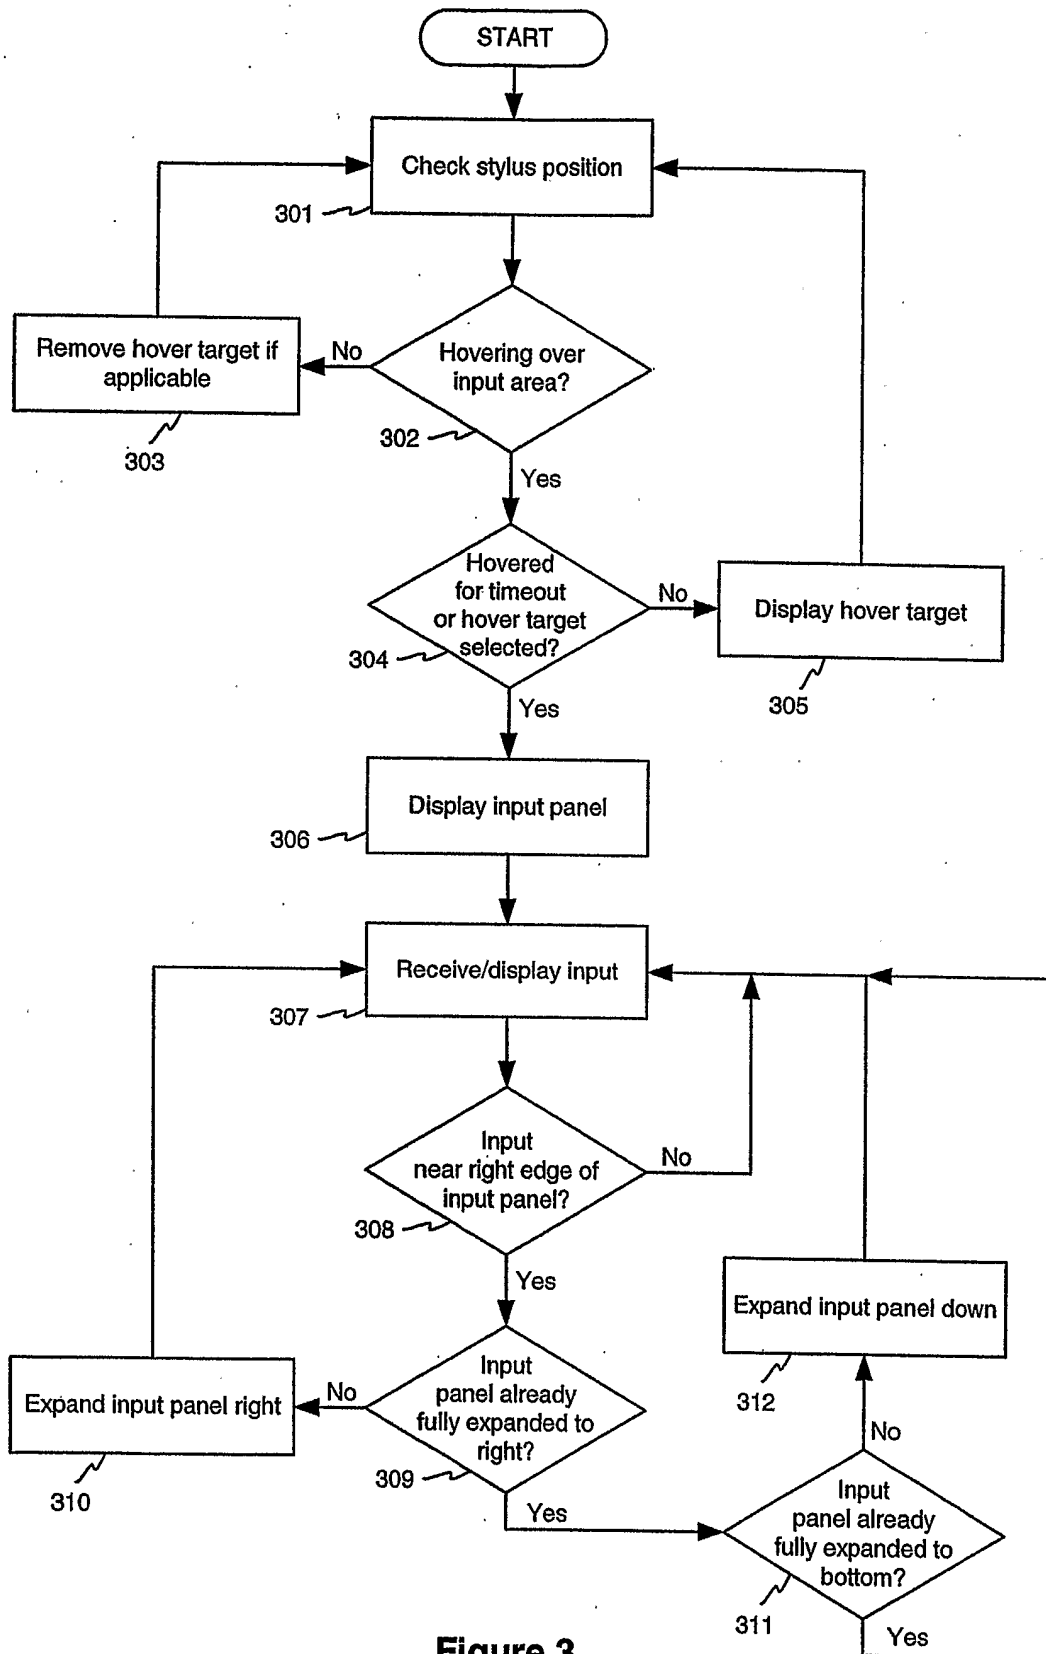 START
Check stylus position
301
Remove hover target if
applicable
303
No
Hovering over
input area?
302
Yes
Hovered
for timeout
or hover target
selected?
304
No
Display hover target
305
Yes
Display input panel
306
Receive/display input
307
Input
near right edge of
input panel?
308
No
Yes
Expand input panel down
312
Input
panel already
fully expanded to
right?
309
No
Expand input panel right
310
Yes
No
Input
panel already
fully expanded to
bottom?
311
Yes
Figure 3